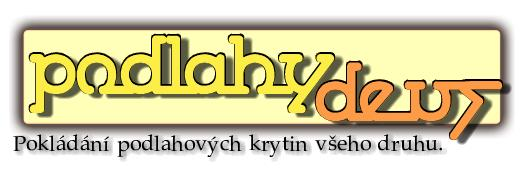 podlahy
deus
Pokládání podlahových krytin všeho druhu.